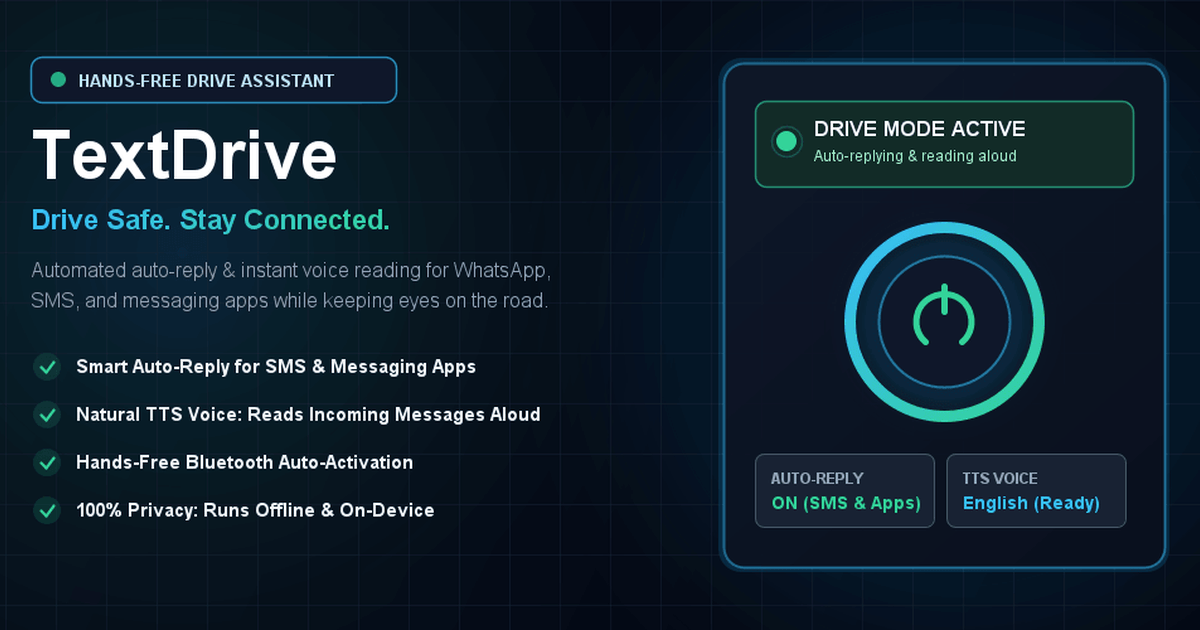 HANDS-FREE DRIVE ASSISTANT
TextDrive
Drive Safe. Stay Connected.
Automated auto-reply & instant voice reading for WhatsApp,
SMS, and messaging apps while keeping eyes on the road.
Smart Auto-Reply for SMS & Messaging Apps
Natural TTS Voice: Reads Incoming Messages Aloud
Hands-Free Bluetooth Auto-Activation
100% Privacy: Runs Offline & On-Device
DRIVE MODE ACTIVE
Auto-replying & reading aloud
AUTO-REPLY
ON (SMS & Apps)
TTS VOICE
English (Ready)